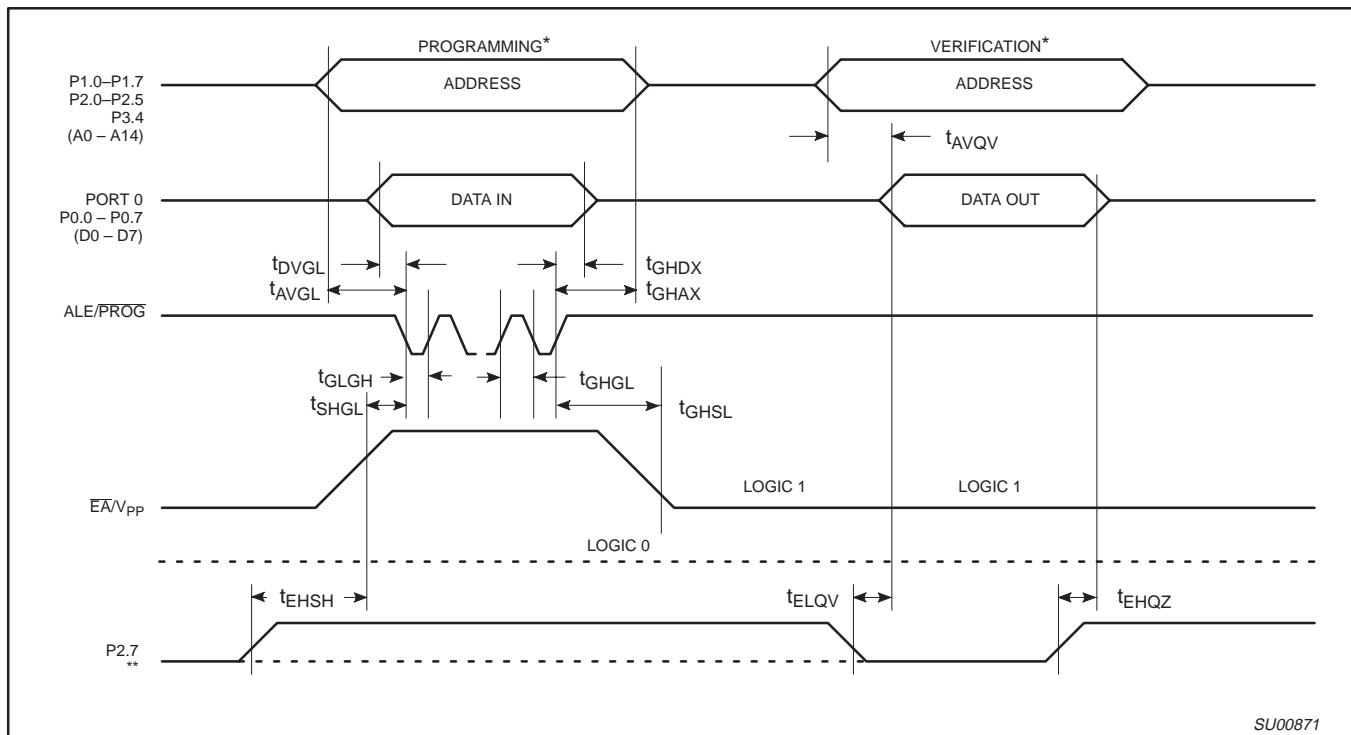 PROGRAMMING*
VERIFICATION*
P1.0–P1.7
P2.0–P2.5
P3.4
(A0 – A14)
ADDRESS
ADDRESS
tAVQV
PORT 0
P0.0 – P0.7
(D0 – D7)
DATA IN
DATA OUT
tDVGL
tGHDX
tAVGL
tGHAX
ALE/PROG
tGLGH
tGHGL
tSHGL
tGHSL
EA/VPP
LOGIC 1
LOGIC 1
LOGIC 0
tEHSH
tELQV
tEHQZ
P2.7
**
SU00871